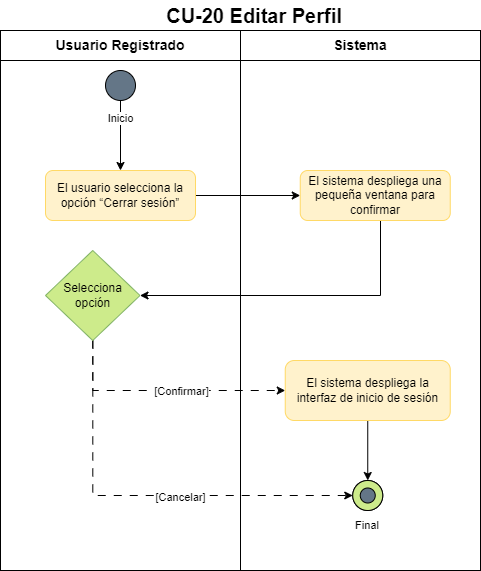 CU-20 Editar Perfil
Usuario Registrado
Sistema
Inicio
El usuario selecciona la
opción “Cerrar sesión”
El sistema despliega una
pequeña ventana para
confirmar
Selecciona
opción
[Confirmar]
El sistema despliega la
interfaz de inicio de sesión
[Cancelar]
Final